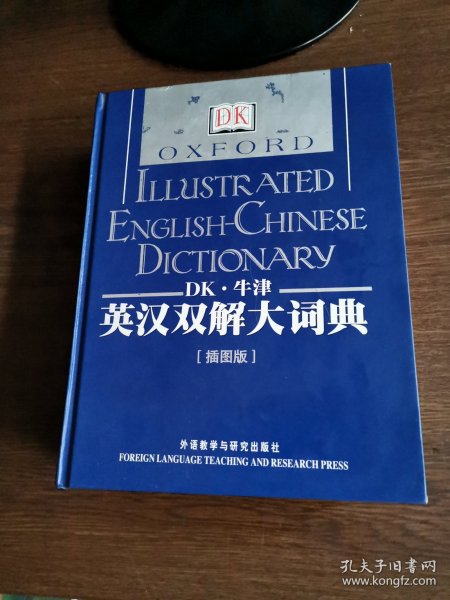 DK
OXFORD
ILLUSTRATED
ENGLISH-CHINESE
DICTIONARY
DK·牛津
英汉双解大词典
[插图版]
外语教学与研究出版社
FOREIGN LANGUAGE TEACHING AND RESEARCH PRESS
孔夫子旧书网
www.kongfz.com